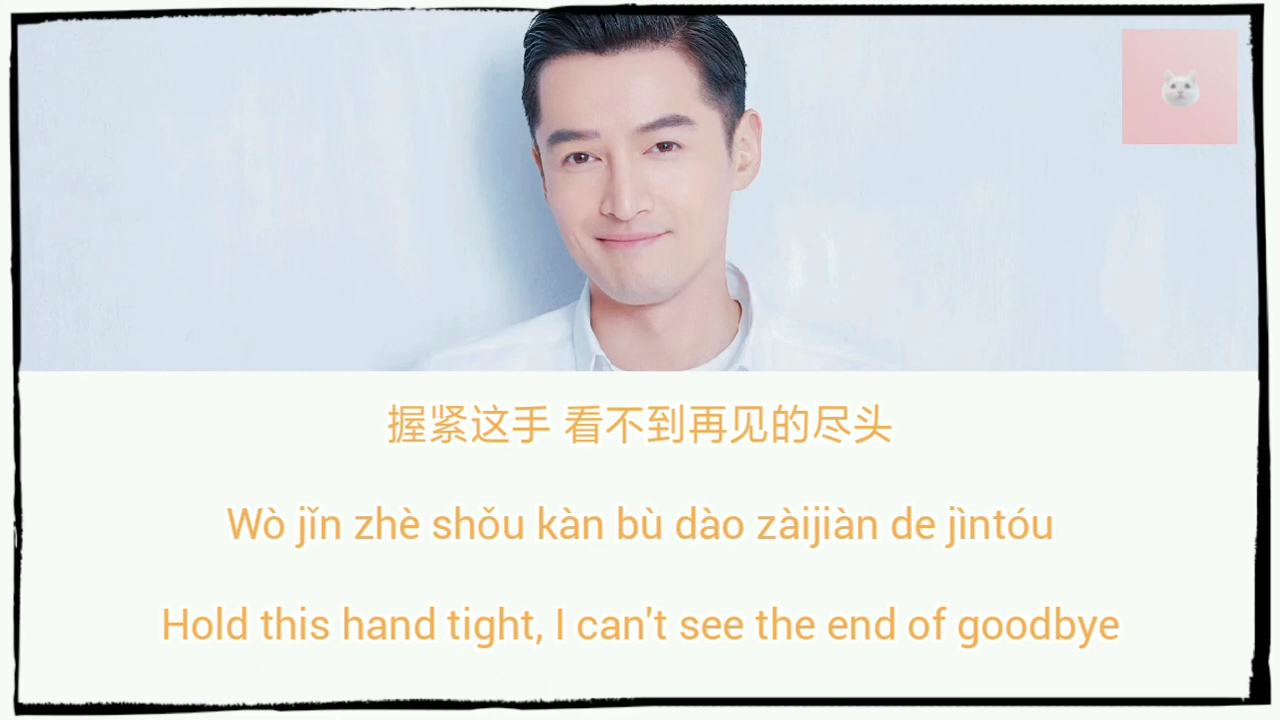 握紧这手 看不到再见的尽头
Wò jǐn zhè shǒu kàn bù dào zàijiàn de jìntóu
Hold this hand tight, I can't see the end of goodbye